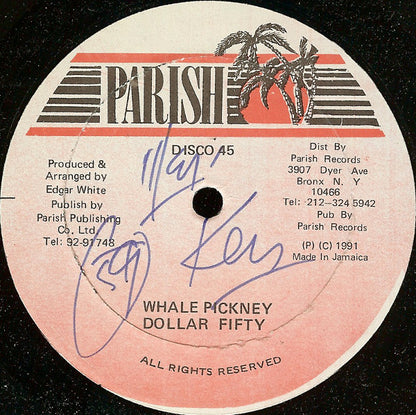 PARISH
DISCO 45
Produced &
Arranged by
Edgar White
Publish by
Parish Publishing
Co. Ltd.
Tel: 92-91748
Dist By
Parish Records
3907 Dyer Ave
Bronx N. Y
10466
Tel: 212-324 5942
Pub By
Parish Records
(P) (C) 1991
Made In Jamaica
WHALE PICKNEY
DOLLAR FIFTY
ALL RIGHTS RESERVED